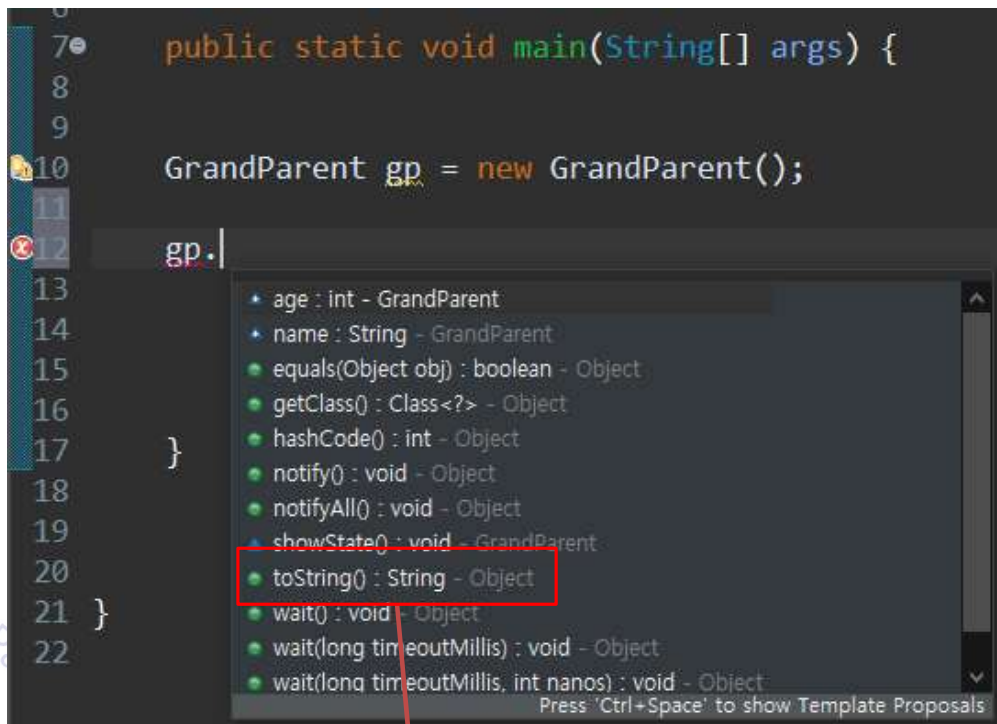 7 public static void main(String[] args) {
8
9
10 GrandParent gp = new GrandParent();
11
12 gp.
13
14
15
16
17 }
18
19
20
21 }
22
age : int - GrandParent
name : String - GrandParent
equals(Object obj) : boolean - Object
getClass() : Class<?> - Object
hashCode() : int - Object
notify() : void - Object
notifyAll() : void - Object
showState() : void - GrandParent
toString() : String - Object
wait() : void - Object
wait(long timeoutMillis) : void - Object
wait(long timeoutMillis, int nanos) : void - Object
Press 'Ctrl+Space' to show Template Proposals